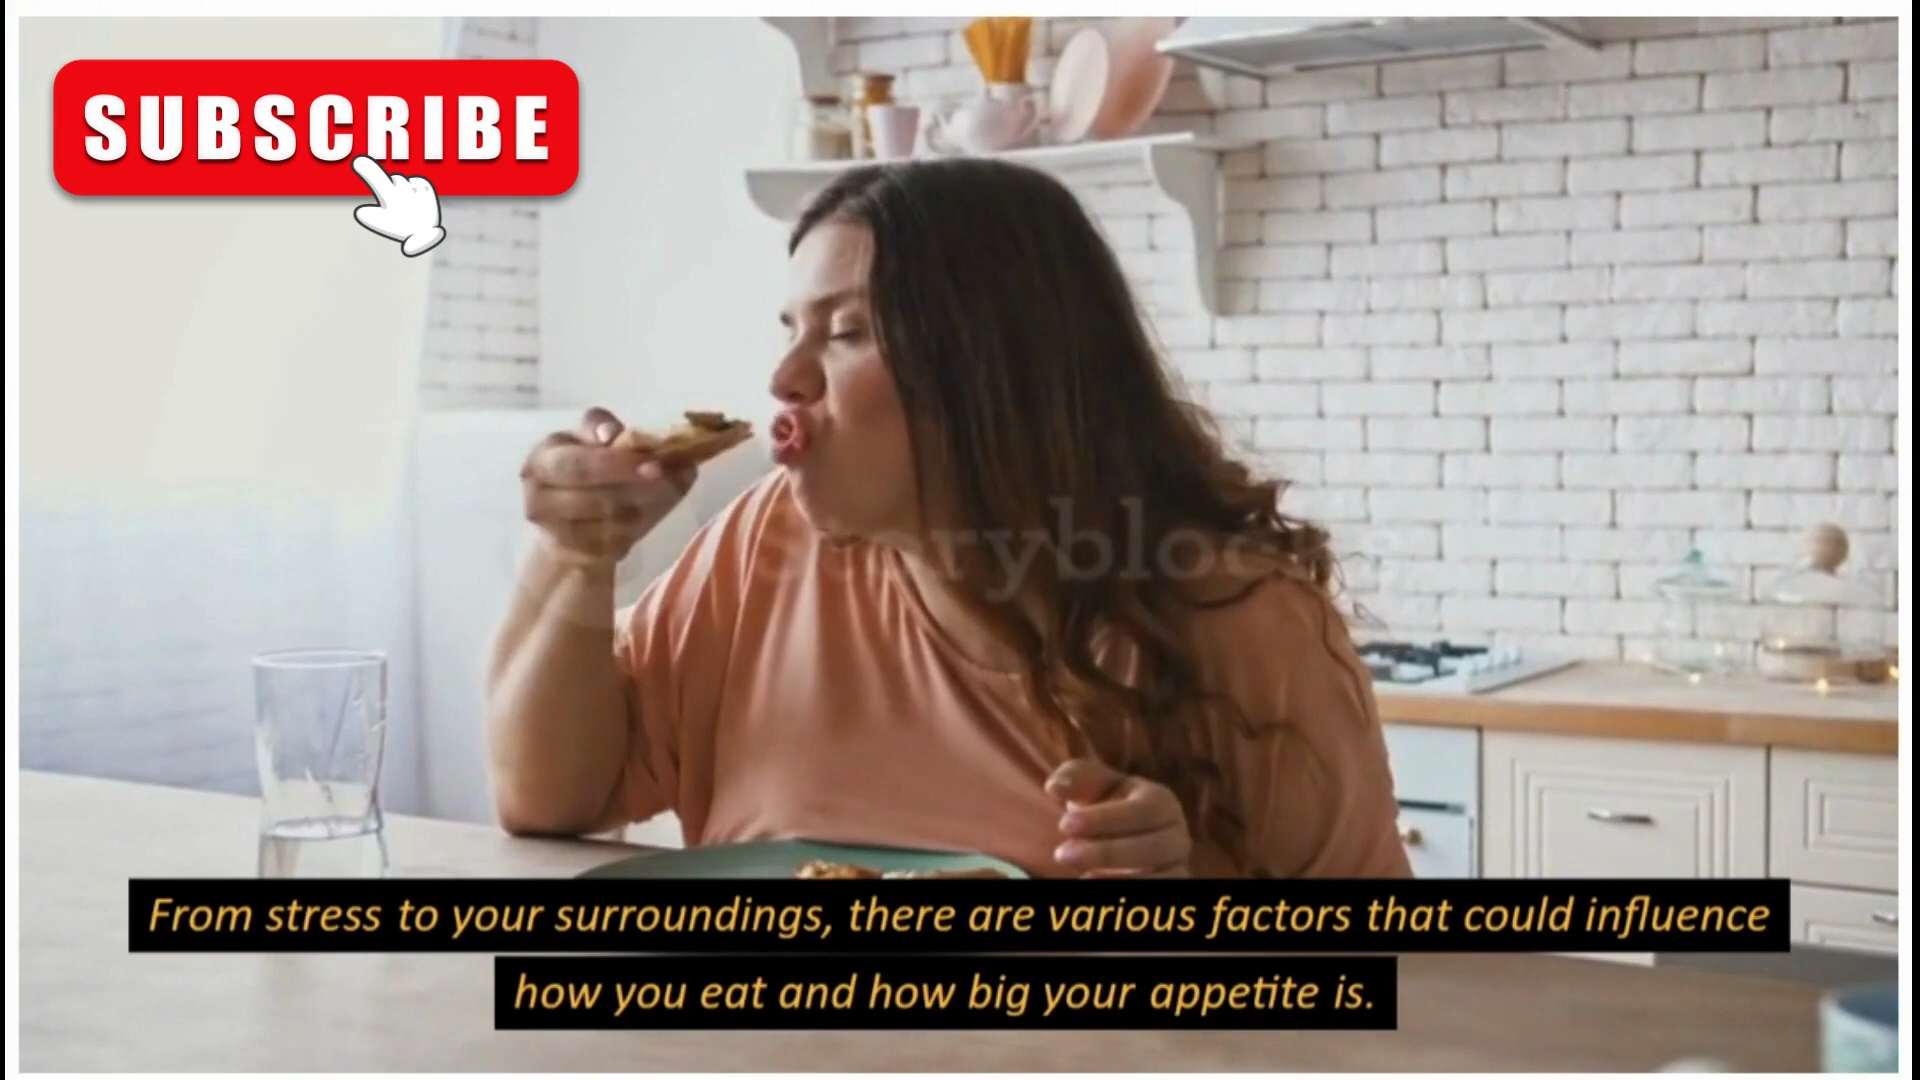 SUBSCRIBE
storyblocks
From stress to your surroundings, there are various factors that could influence
how you eat and how big your appetite is.